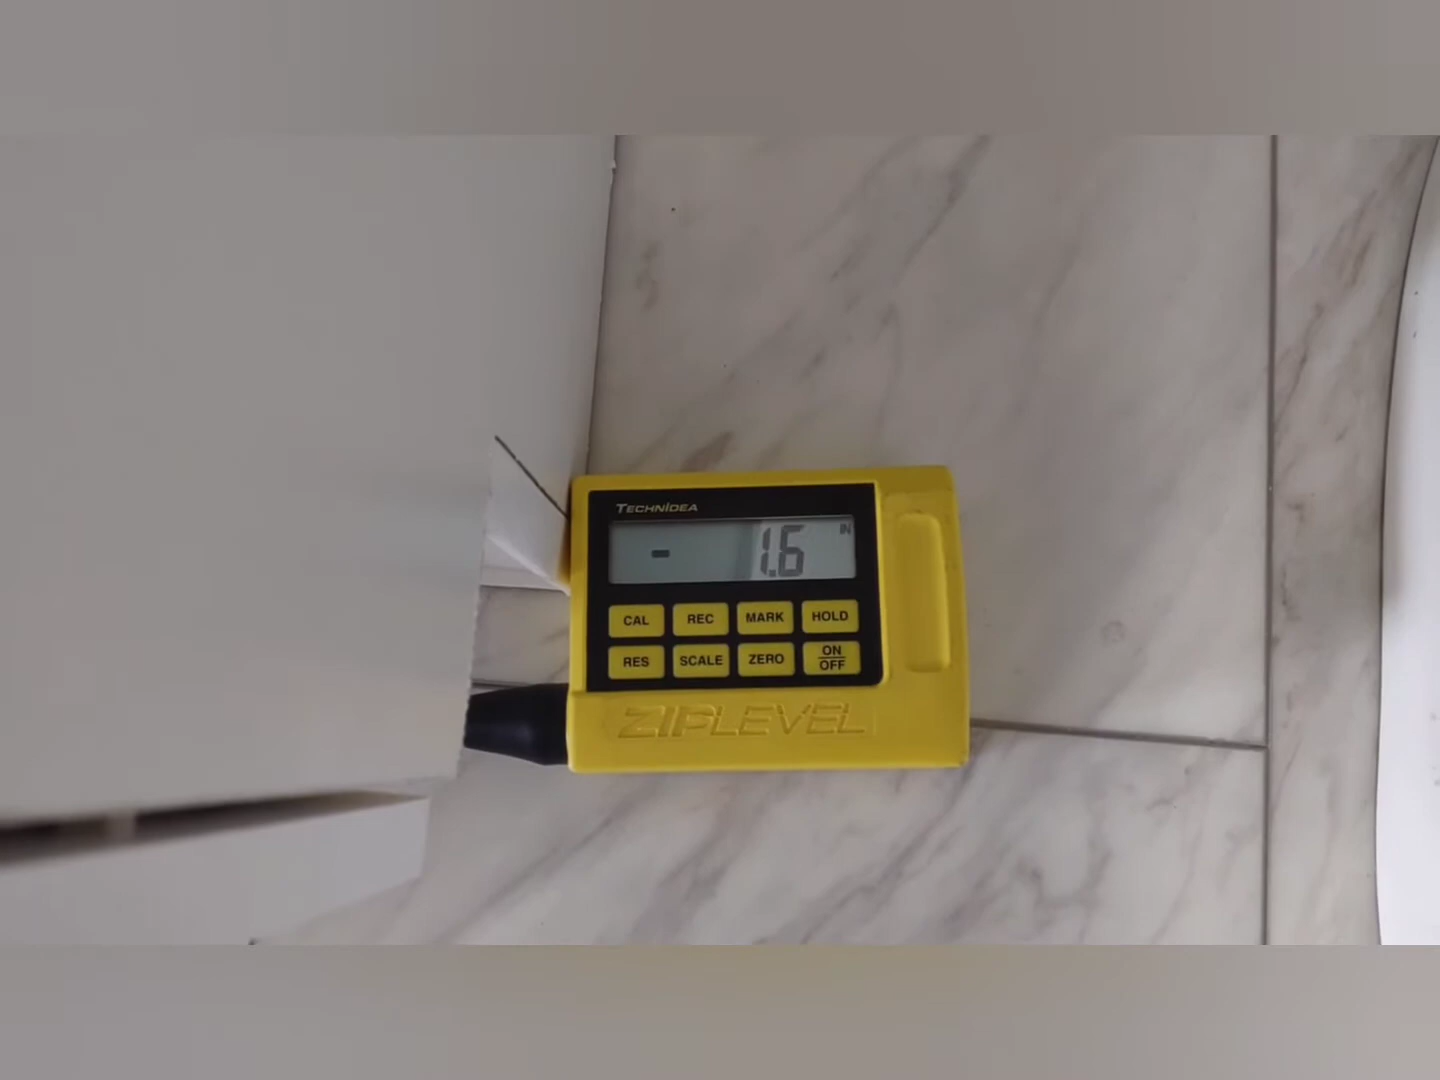 TECHNIDEA
IN
- 1.6
CAL REC MARK HOLD
RES SCALE ZERO ON
OFF
ZIPLEVEL